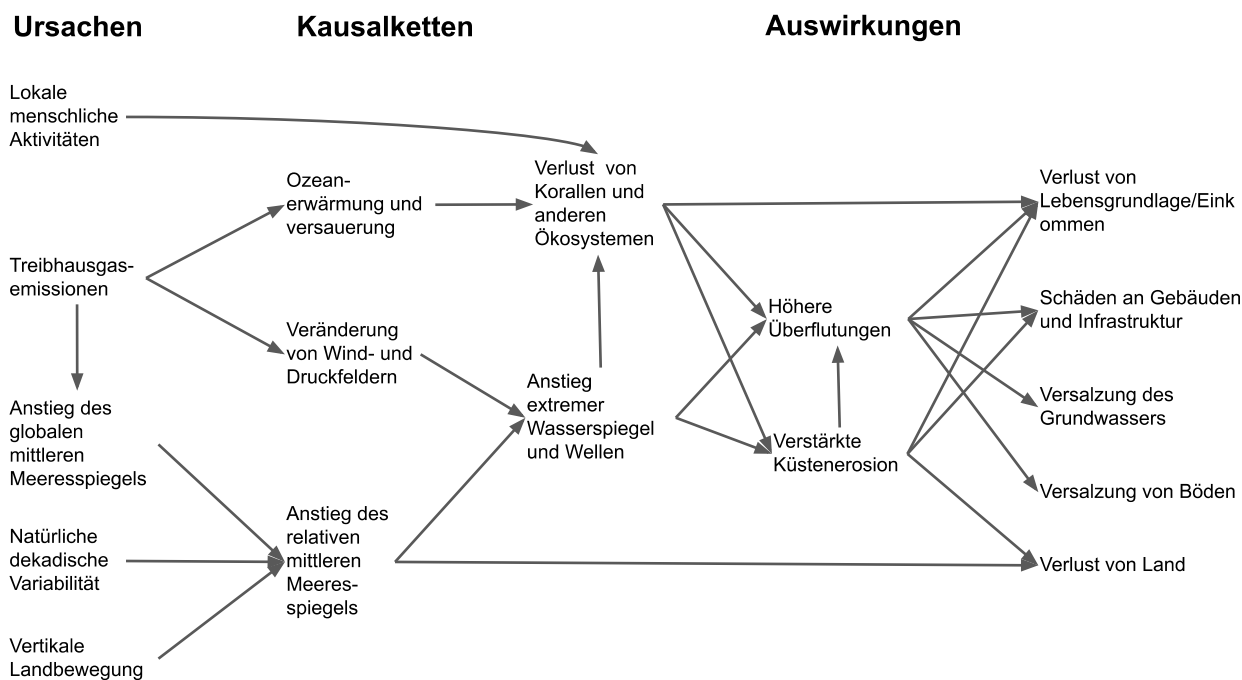 Ursachen
Kausalketten
Auswirkungen
Lokale
menschliche
Aktivitäten
Treibhausgas-
emissionen
Anstieg des
globalen
mittleren
Meeresspiegels
Natürliche
dekadische
Variabilität
Vertikale
Landbewegung
Ozean-
erwärmung und
versauerung
Veränderung
von Wind- und
Druckfeldern
Anstieg des
relativen
mittleren
Meeres-
spiegels
Verlust von
Korallen und
anderen
Ökosystemen
Anstieg
extremer
Wasserspiegel
und Wellen
Höhere
Überflutungen
Verstärkte
Küstenerosion
Verlust von
Lebensgrundlage/Eink
ommen
Schäden an Gebäuden
und Infrastruktur
Versalzung des
Grundwassers
Versalzung von Böden
Verlust von Land